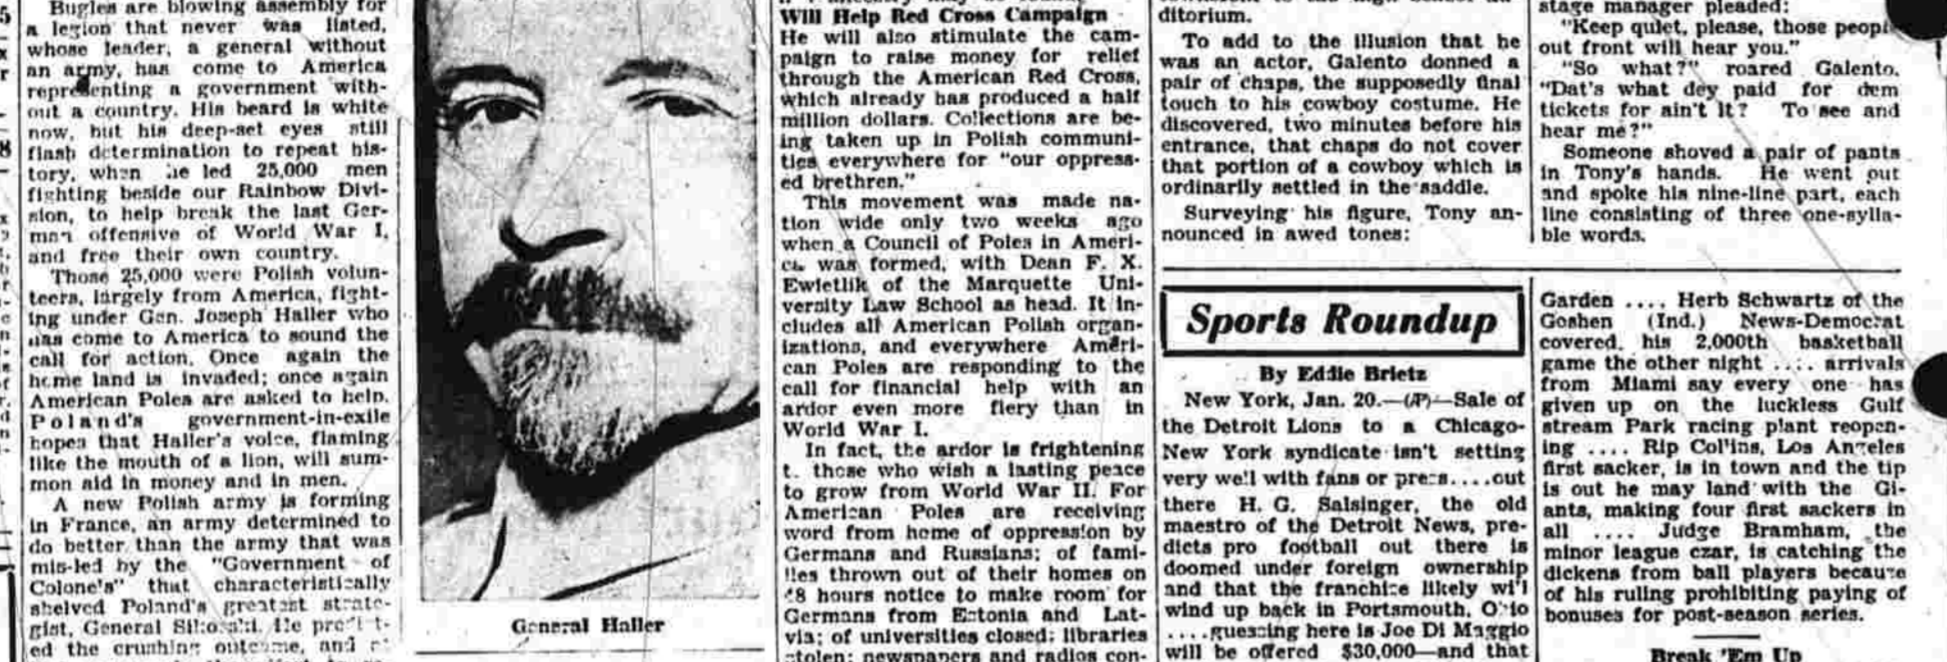 Bugles are blowing assembly for
a legion that never was listed,
whose leader, a general without
an army, has come to America
representing a government with-
out a country. His beard is white
now, but his deep-set eyes still
flash determination to repeat his-
tory, when he led 25,000 men
fighting beside our Rainbow Divi-
sion, to help break the last Ger-
man offensive of World War I,
and free their own country.
Those 25,000 were Polish volun-
teers, largely from America, fight-
ing under Gen. Joseph Haller who
has come to America to sound the
call for action. Once again the
home land is invaded; once again
American Poles are asked to help.
Poland's government-in-exile
hopes that Haller's voice, flaming
like the mouth of a lion, will sum-
mon aid in money and in men.
A new Polish army is forming
in France, an army determined to
do better than the army that was
mis-led by the "Government of
Colonels" that characteristically
shelved Poland's greatest strate-
gist, General Sikorski. He predict-
ed the crushing outcome, and
General Haller
Will Help Red Cross Campaign
He will also stimulate the cam-
paign to raise money for relief
through the American Red Cross,
which already has produced a half
million dollars. Collections are be-
ing taken up in Polish communi-
ties everywhere for "our oppress-
ed brethren."
This movement was made na-
tion wide only two weeks ago
when a Council of Poles in Ameri-
ca was formed, with Dean F. X.
Ewietlik of the Marquette Uni-
versity Law School as head. It in-
cludes all American Polish organ-
izations, and everywhere Ameri-
can Poles are responding to the
call for financial help with an
ardor even more fiery than in
World War I.
In fact, the ardor is frightening
t. those who wish a lasting peace
to grow from World War II. For
American Poles are receiving
word from home of oppression by
Germans and Russians; of fami-
lies thrown out of their homes on
48 hours notice to make room for
Germans from Estonia and Lat-
via; of universities closed; libraries
stolen; newspapers and radios con-
ditorium.
To add to the illusion that he
was an actor, Galento donned a
pair of chaps, the supposedly final
touch to his cowboy costume. He
discovered, two minutes before his
entrance, that chaps do not cover
that portion of a cowboy which is
ordinarily settled in the saddle.
Surveying his figure, Tony an-
nounced in awed tones:
stage manager pleaded:
"Keep quiet, please, those people
out front will hear you."
"So what?" roared Galento.
"Dat's what dey paid for dem
tickets for ain't it? To see and
hear me?"
Someone shoved a pair of pants
in Tony's hands. He went out
and spoke his nine-line part, each
line consisting of three one-sylla-
ble words.
Sports Roundup
By Eddie Brietz
New York, Jan. 20.—(AP)—Sale of
the Detroit Lions to a Chicago-
New York syndicate isn't setting
very well with fans or press....out
there H. G. Salsinger, the old
maestro of the Detroit News, pre-
dicts pro football out there is
doomed under foreign ownership
and that the franchise likely will
wind up back in Portsmouth, Ohio
....guessing here is Joe Di Maggio
will be offered $30,000—and that
Garden .... Herb Schwartz of the
Goshen (Ind.) News-Democrat
covered his 2,000th basketball
game the other night .... arrivals
from Miami say every one has
given up on the luckless Gulf
stream Park racing plant reopen-
ing .... Rip Collins, Los Angeles
first sacker, is in town and the tip
is out he may land with the Gi-
ants, making four first sackers in
all .... Judge Bramham, the
minor league czar, is catching the
dickens from ball players because
of his ruling prohibiting paying of
bonuses for post-season series.
Break 'Em Up